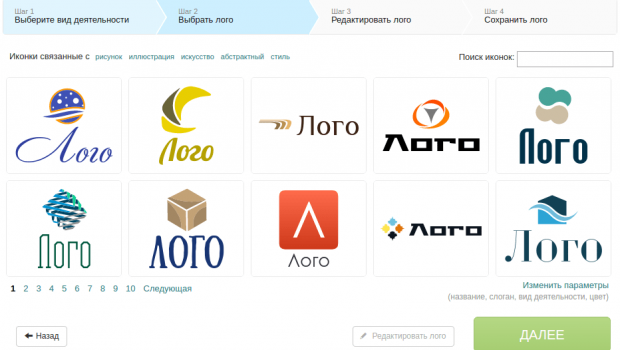 Шаг 1 Шаг 2 Шаг 3 Шаг 4
Выберите вид деятельности Выбрать лого Редактировать лого Сохранить лого
Иконки связанные с рисунок иллюстрация искусство абстрактный стиль Поиск иконок:
Лого Лого Лого Лого Лого
Лого ЛОГО Лого Лого Лого
1 2 3 4 5 6 7 8 9 10 Следующая Изменить параметры
(название, слоган, вид деятельности, цвет)
Назад Редактировать лого ДАЛЕЕ